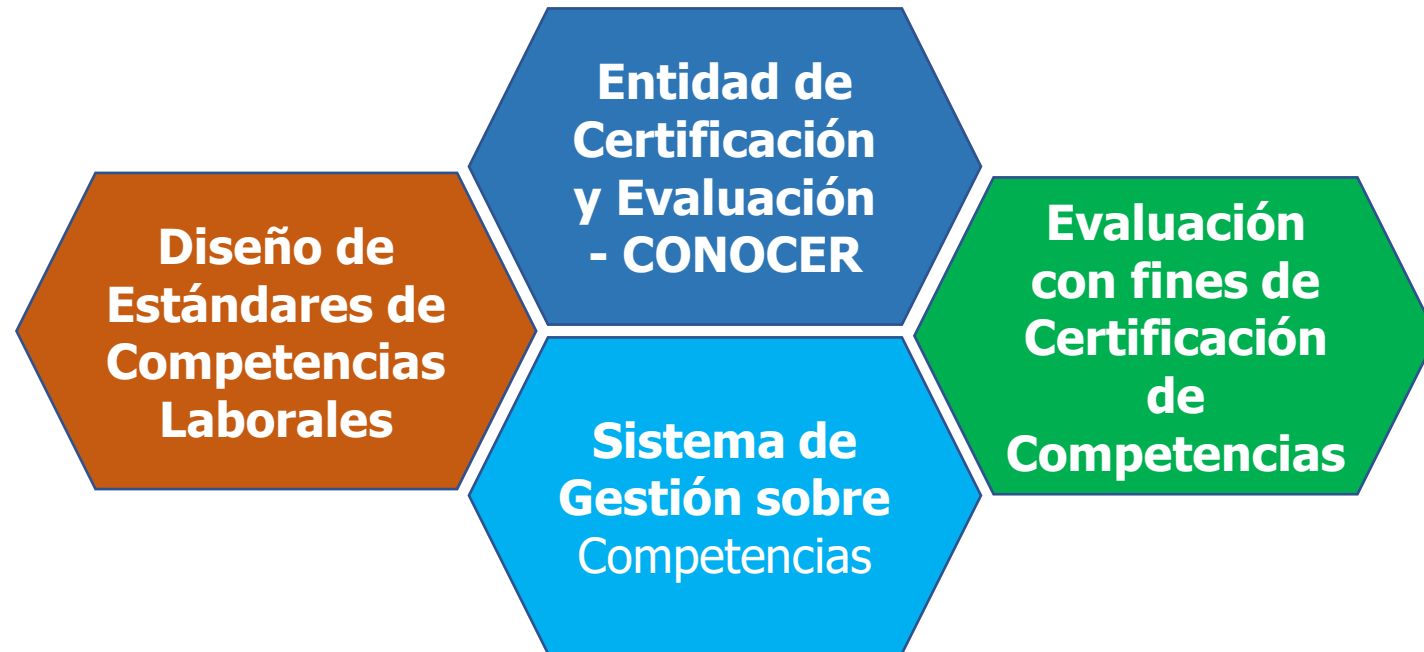 Entidad de
Certificación
y Evaluación
- CONOCER
Diseño de
Estándares de
Competencias
Laborales
Evaluación
con fines de
Certificación
de
Competencias
Sistema de
Gestión sobre
Competencias